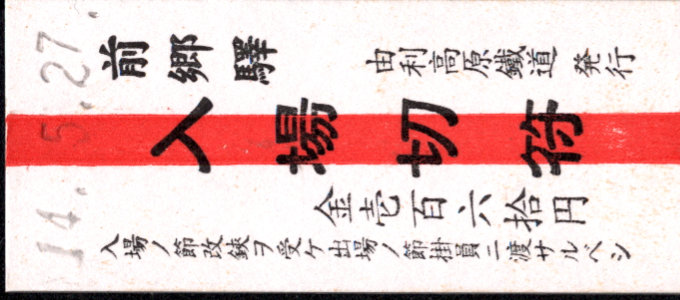 14.-5.27.
前郷驛
由利高原鐵道 発行
入場切符
金壱百六拾円
入場ノ節改鋏ヲ受ケ出場ノ節掛員ニ渡サルベシ